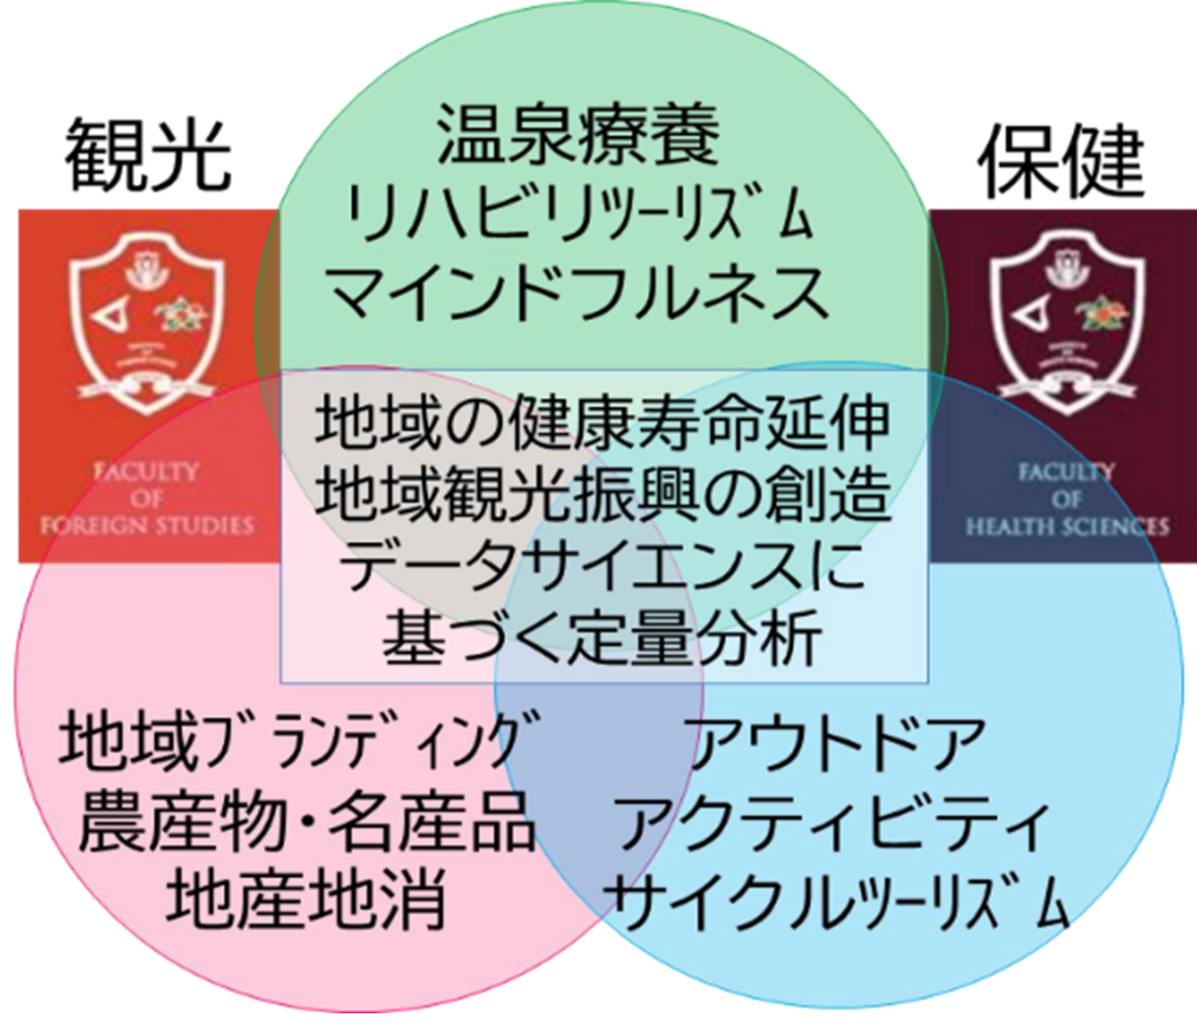 観光
保健
温泉療養
リハビリﾂｰﾘｽﾞﾑ
マインドフルネス
FACULTY
OF
FOREIGN STUDIES
FACULTY
OF
HEALTH SCIENCES
地域の健康寿命延伸
地域観光振興の創造
データサイエンスに
基づく定量分析
地域ﾌﾞﾗﾝﾃﾞｨﾝｸﾞ
農産物・名産品
地産地消
アウトドア
アクティビティ
サイクルﾂｰﾘｽﾞﾑ